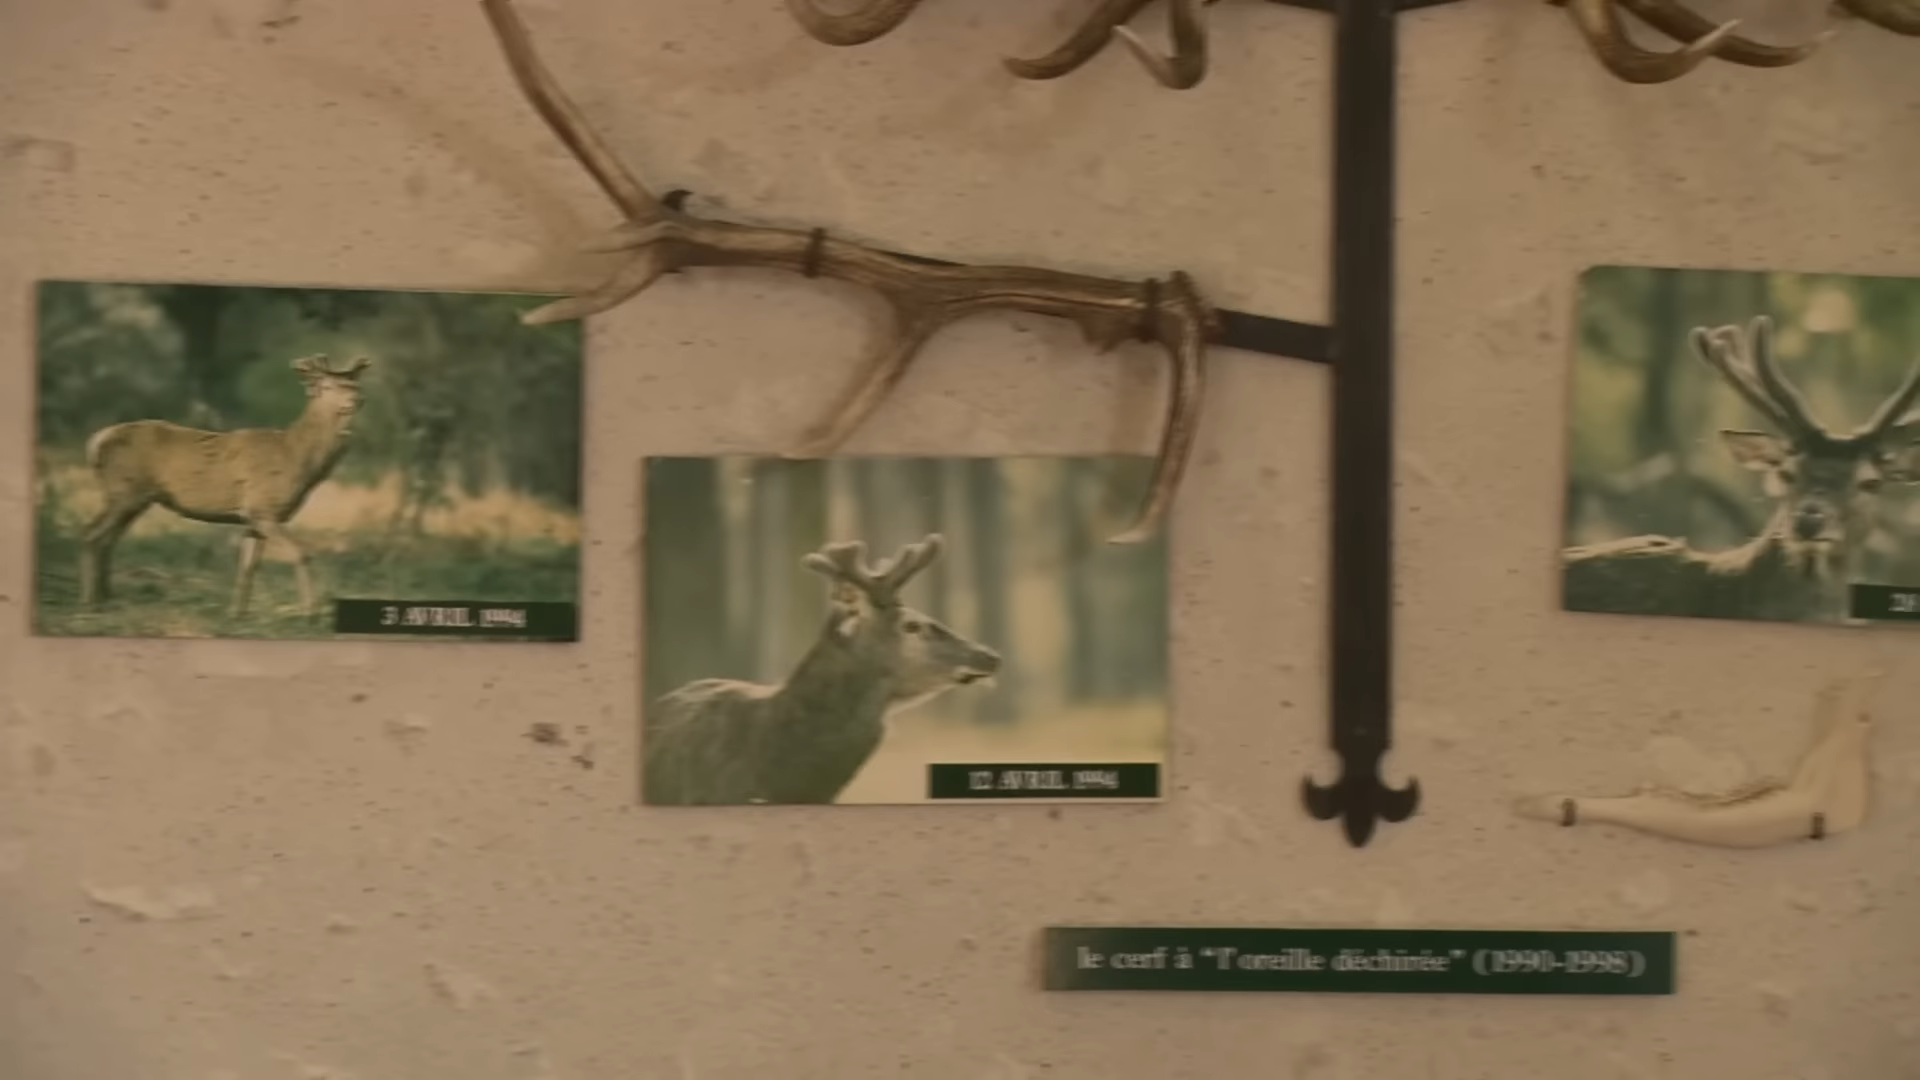 3 AVRIL 1994
12 AVRIL 1994
le cerf à "l'oreille déchirée" (1990-1998)